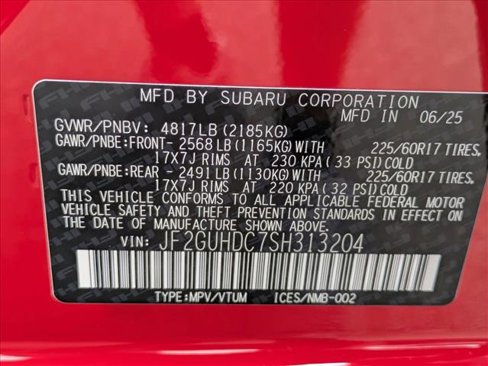 MFD BY SUBARU CORPORATION
MFD IN 06/25
GVWR/PNBV: 4817LB (2185KG)
GAWR/PNBE:FRONT- 2568LB (1165KG)WITH 225/60R17 TIRES,
17X7J RIMS AT 230 KPA (33 PSI)COLD
GAWR/PNBE:REAR - 2491LB (1130KG)WITH 225/60R17 TIRES,
17X7J RIMS AT 220 KPA (32 PSI)COLD
THIS VEHICLE CONFORMS TO ALL APPLICABLE FEDERAL MOTOR
VEHICLE SAFETY AND THEFT PREVENTION STANDARDS IN EFFECT ON
THE DATE OF MANUFACTURE SHOWN ABOVE.
VIN: JF2GUHDC7SH313204
TYPE:MPV/VTUM ICES/NMB-002